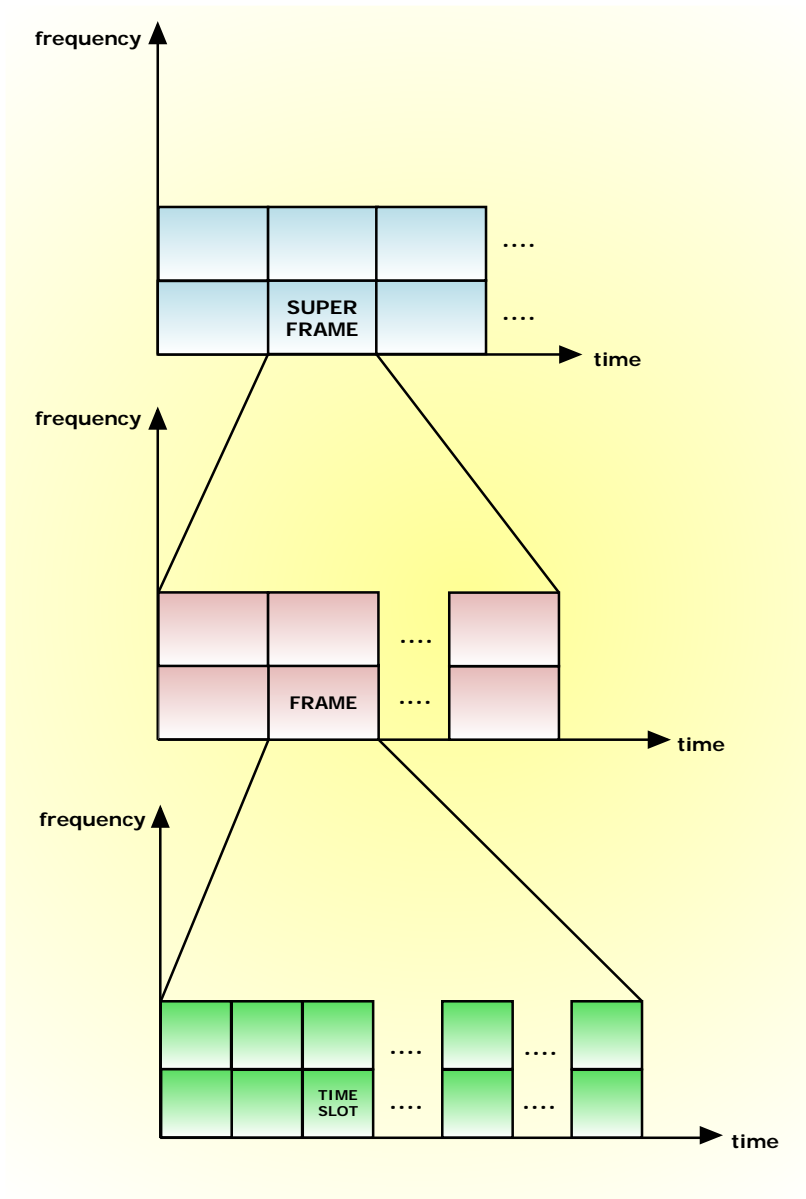 frequency
....
SUPER
FRAME
....
time
frequency
....
FRAME
....
time
frequency
.... ....
TIME
SLOT
.... ....
time